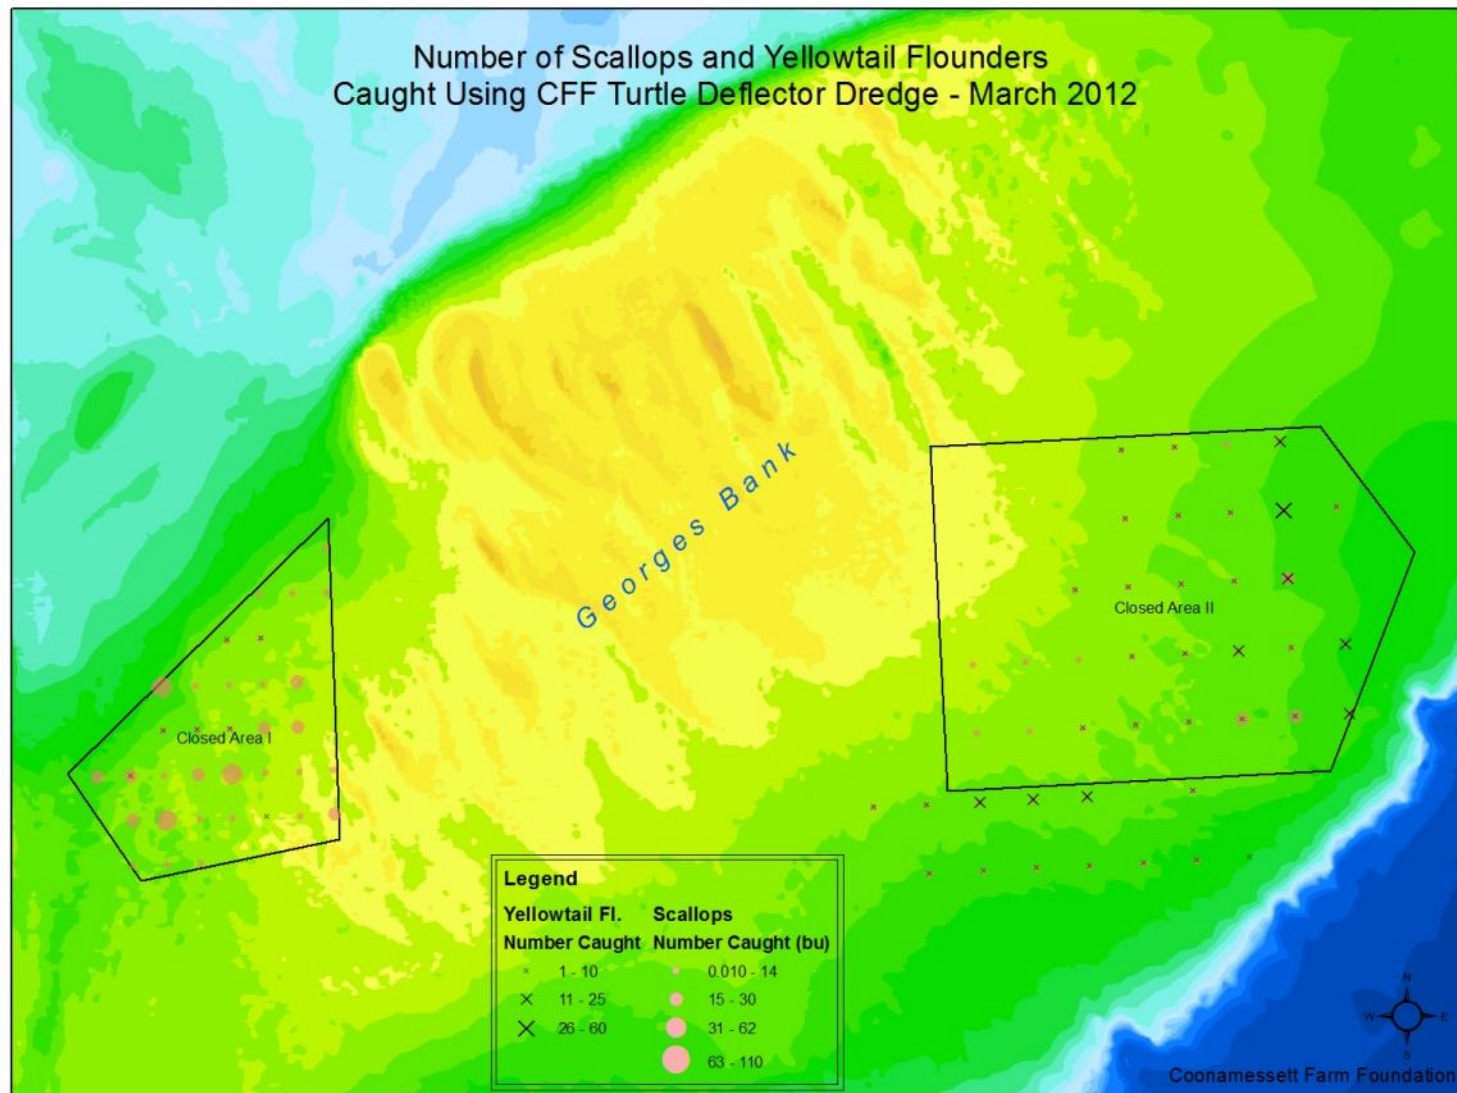 Number of Scallops and Yellowtail Flounders
Caught Using CFF Turtle Deflector Dredge - March 2012
Georges Bank
Closed Area II
Closed Area I
Legend
Yellowtail Fl. Scallops
Number Caught Number Caught (bu)
1 - 10 0.010 - 14
11 - 25 15 - 30
26 - 60 31 - 62
63 - 110
N
W E
S
Coonamessett Farm Foundation